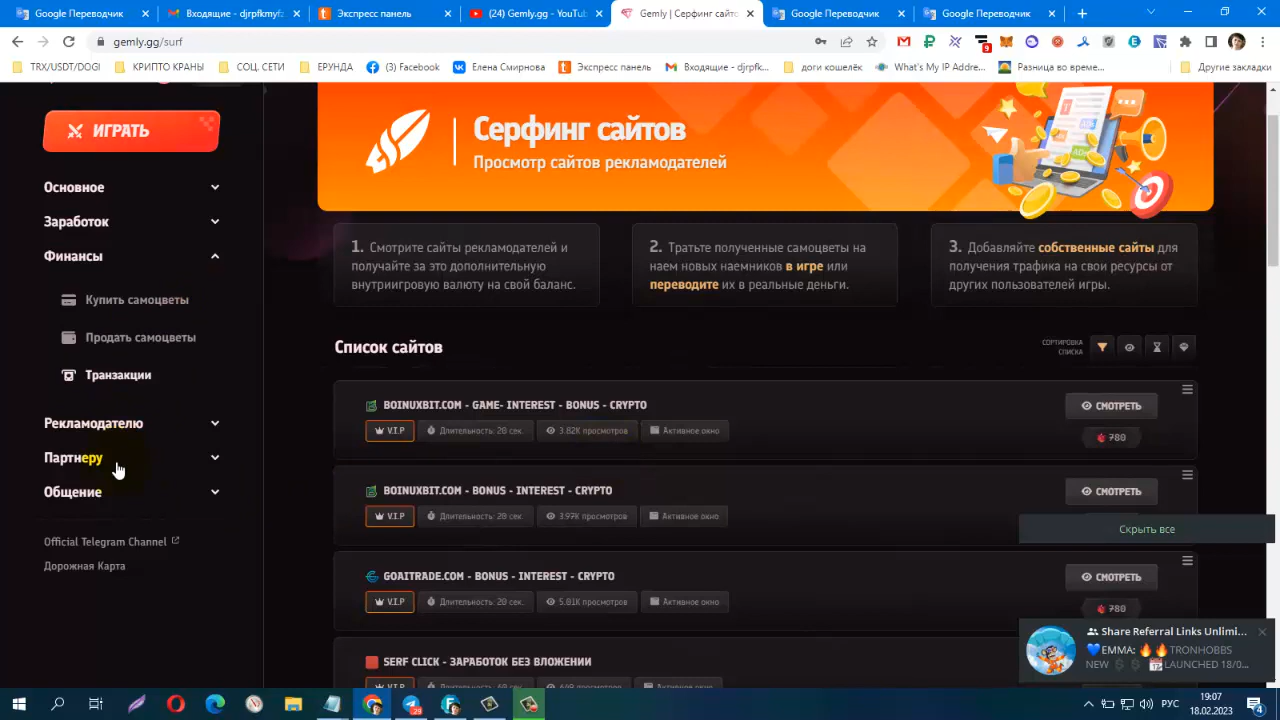 Google Переводчик
Входящие - djrpfkmyf
Экспресс панель
(24) Gemly.gg - YouTu
Gemly | Серфинг сайтов
Google Переводчик
Google Переводчик
gemly.gg/surf
9
TRX/USDT/DOGI
КРИПТО КРАНЫ
СОЦ. СЕТИ
ЕРУНДА
(3) Facebook
Елена Смирнова
Экспресс панель
Входящие - djrpfk...
доги кошелёк
What's My IP Addre...
Разница во време...
Другие закладки
ИГРАТЬ
Основное
Заработок
Финансы
Купить самоцветы
Продать самоцветы
Транзакции
Рекламодателю
Партнеру
Общение
Official Telegram Channel
Дорожная Карта
Серфинг сайтов
Просмотр сайтов рекламодателей
1. Смотрите сайты рекламодателей и
получайте за это дополнительную
внутриигровую валюту на свой баланс.
2. Тратьте полученные самоцветы на
наем новых наемников в игре или
переводите их в реальные деньги.
3. Добавляйте собственные сайты для
получения трафика на свои ресурсы от
других пользователей игры.
Список сайтов
СОРТИРОВКА
СПИСКА
BOINUXBIT.COM - GAME- INTEREST - BONUS - CRYPTO
V.I.P Длительность: 20 сек. 3.82K просмотров Активное окно
СМОТРЕТЬ
780
BOINUXBIT.COM - BONUS - INTEREST - CRYPTO
V.I.P Длительность: 20 сек. 3.97K просмотров Активное окно
СМОТРЕТЬ
Скрыть все
GOAITRADE.COM - BONUS - INTEREST - CRYPTO
V.I.P Длительность: 20 сек. 5.01K просмотров Активное окно
СМОТРЕТЬ
780
SERF CLICK - ЗАРАБОТОК БЕЗ ВЛОЖЕНИИ
Share Referral Links Unlimi...
EMMA: TRONHOBBS
NEW LAUNCHED 18/0...
29
РУС
19:07
18.02.2023
4